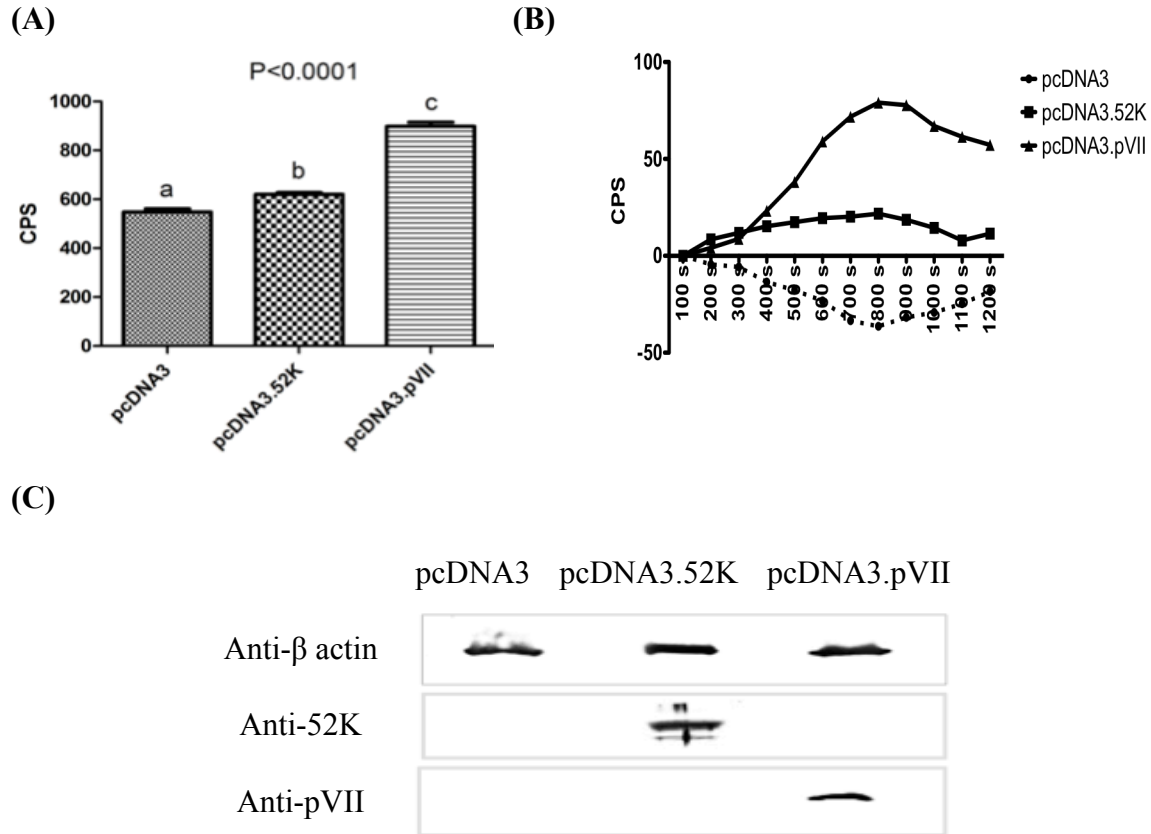 (A)
P<0.0001
1000
800
600
400
200
0
CPS
a
b
c
pcDNA3
pcDNA3.52K
pcDNA3.pVII
(B)
100
50
0
-50
CPS
100 s
200 s
300 s
400 s
500 s
600 s
700 s
800 s
900 s
1000 s
1100 s
1200 s
pcDNA3
pcDNA3.52K
pcDNA3.pVII
(C)
pcDNA3 pcDNA3.52K pcDNA3.pVII
Anti-β actin
Anti-52K
Anti-pVII